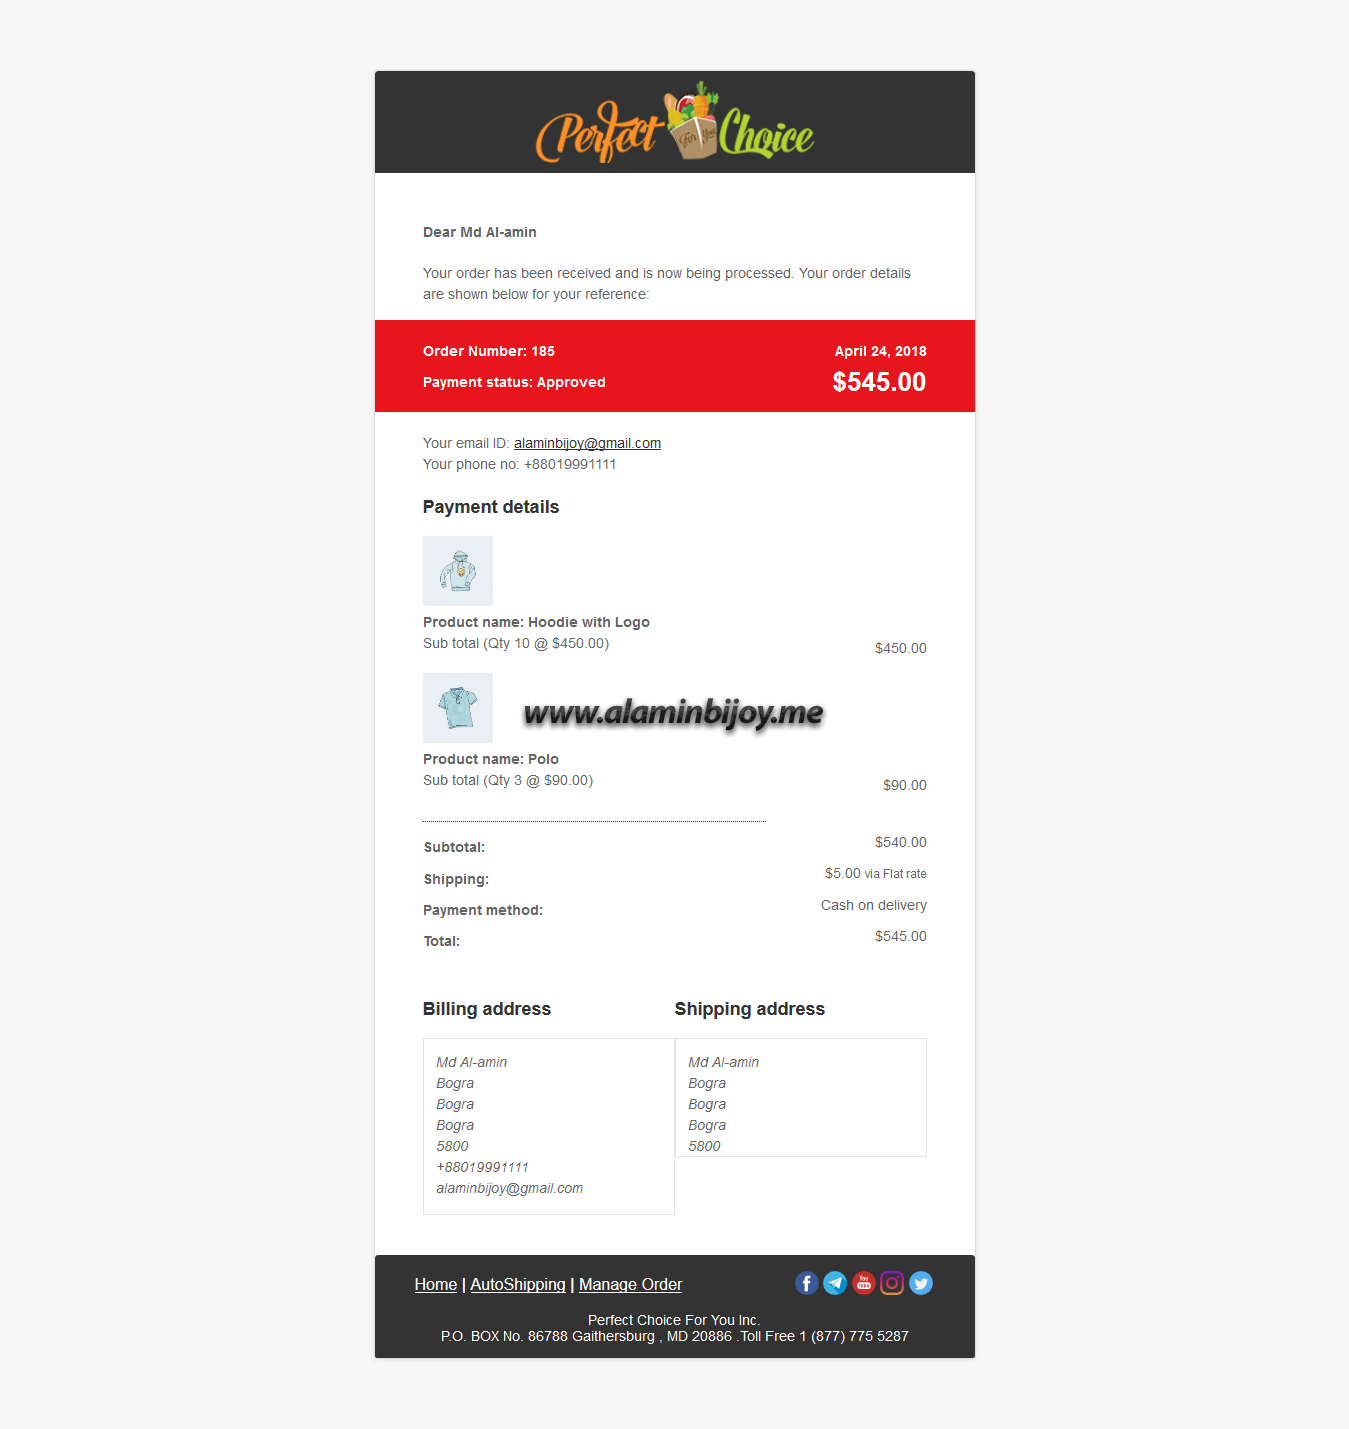 Perfect For You Choice
Dear Md Al-amin
Your order has been received and is now being processed. Your order details
are shown below for your reference:
Order Number: 185 April 24, 2018
Payment status: Approved $545.00
Your email ID: alaminbijoy@gmail.com
Your phone no: +88019991111
Payment details
Product name: Hoodie with Logo
Sub total (Qty 10 @ $450.00) $450.00
www.alaminbijoy.me
Product name: Polo
Sub total (Qty 3 @ $90.00) $90.00
Subtotal: $540.00
Shipping: $5.00 via Flat rate
Payment method: Cash on delivery
Total: $545.00
Billing address
Md Al-amin
Bogra
Bogra
Bogra
5800
+88019991111
alaminbijoy@gmail.com
Shipping address
Md Al-amin
Bogra
Bogra
Bogra
5800
Home | AutoShipping | Manage Order
You Tube
Perfect Choice For You Inc.
P.O. BOX No. 86788 Gaithersburg , MD 20886 .Toll Free 1 (877) 775 5287